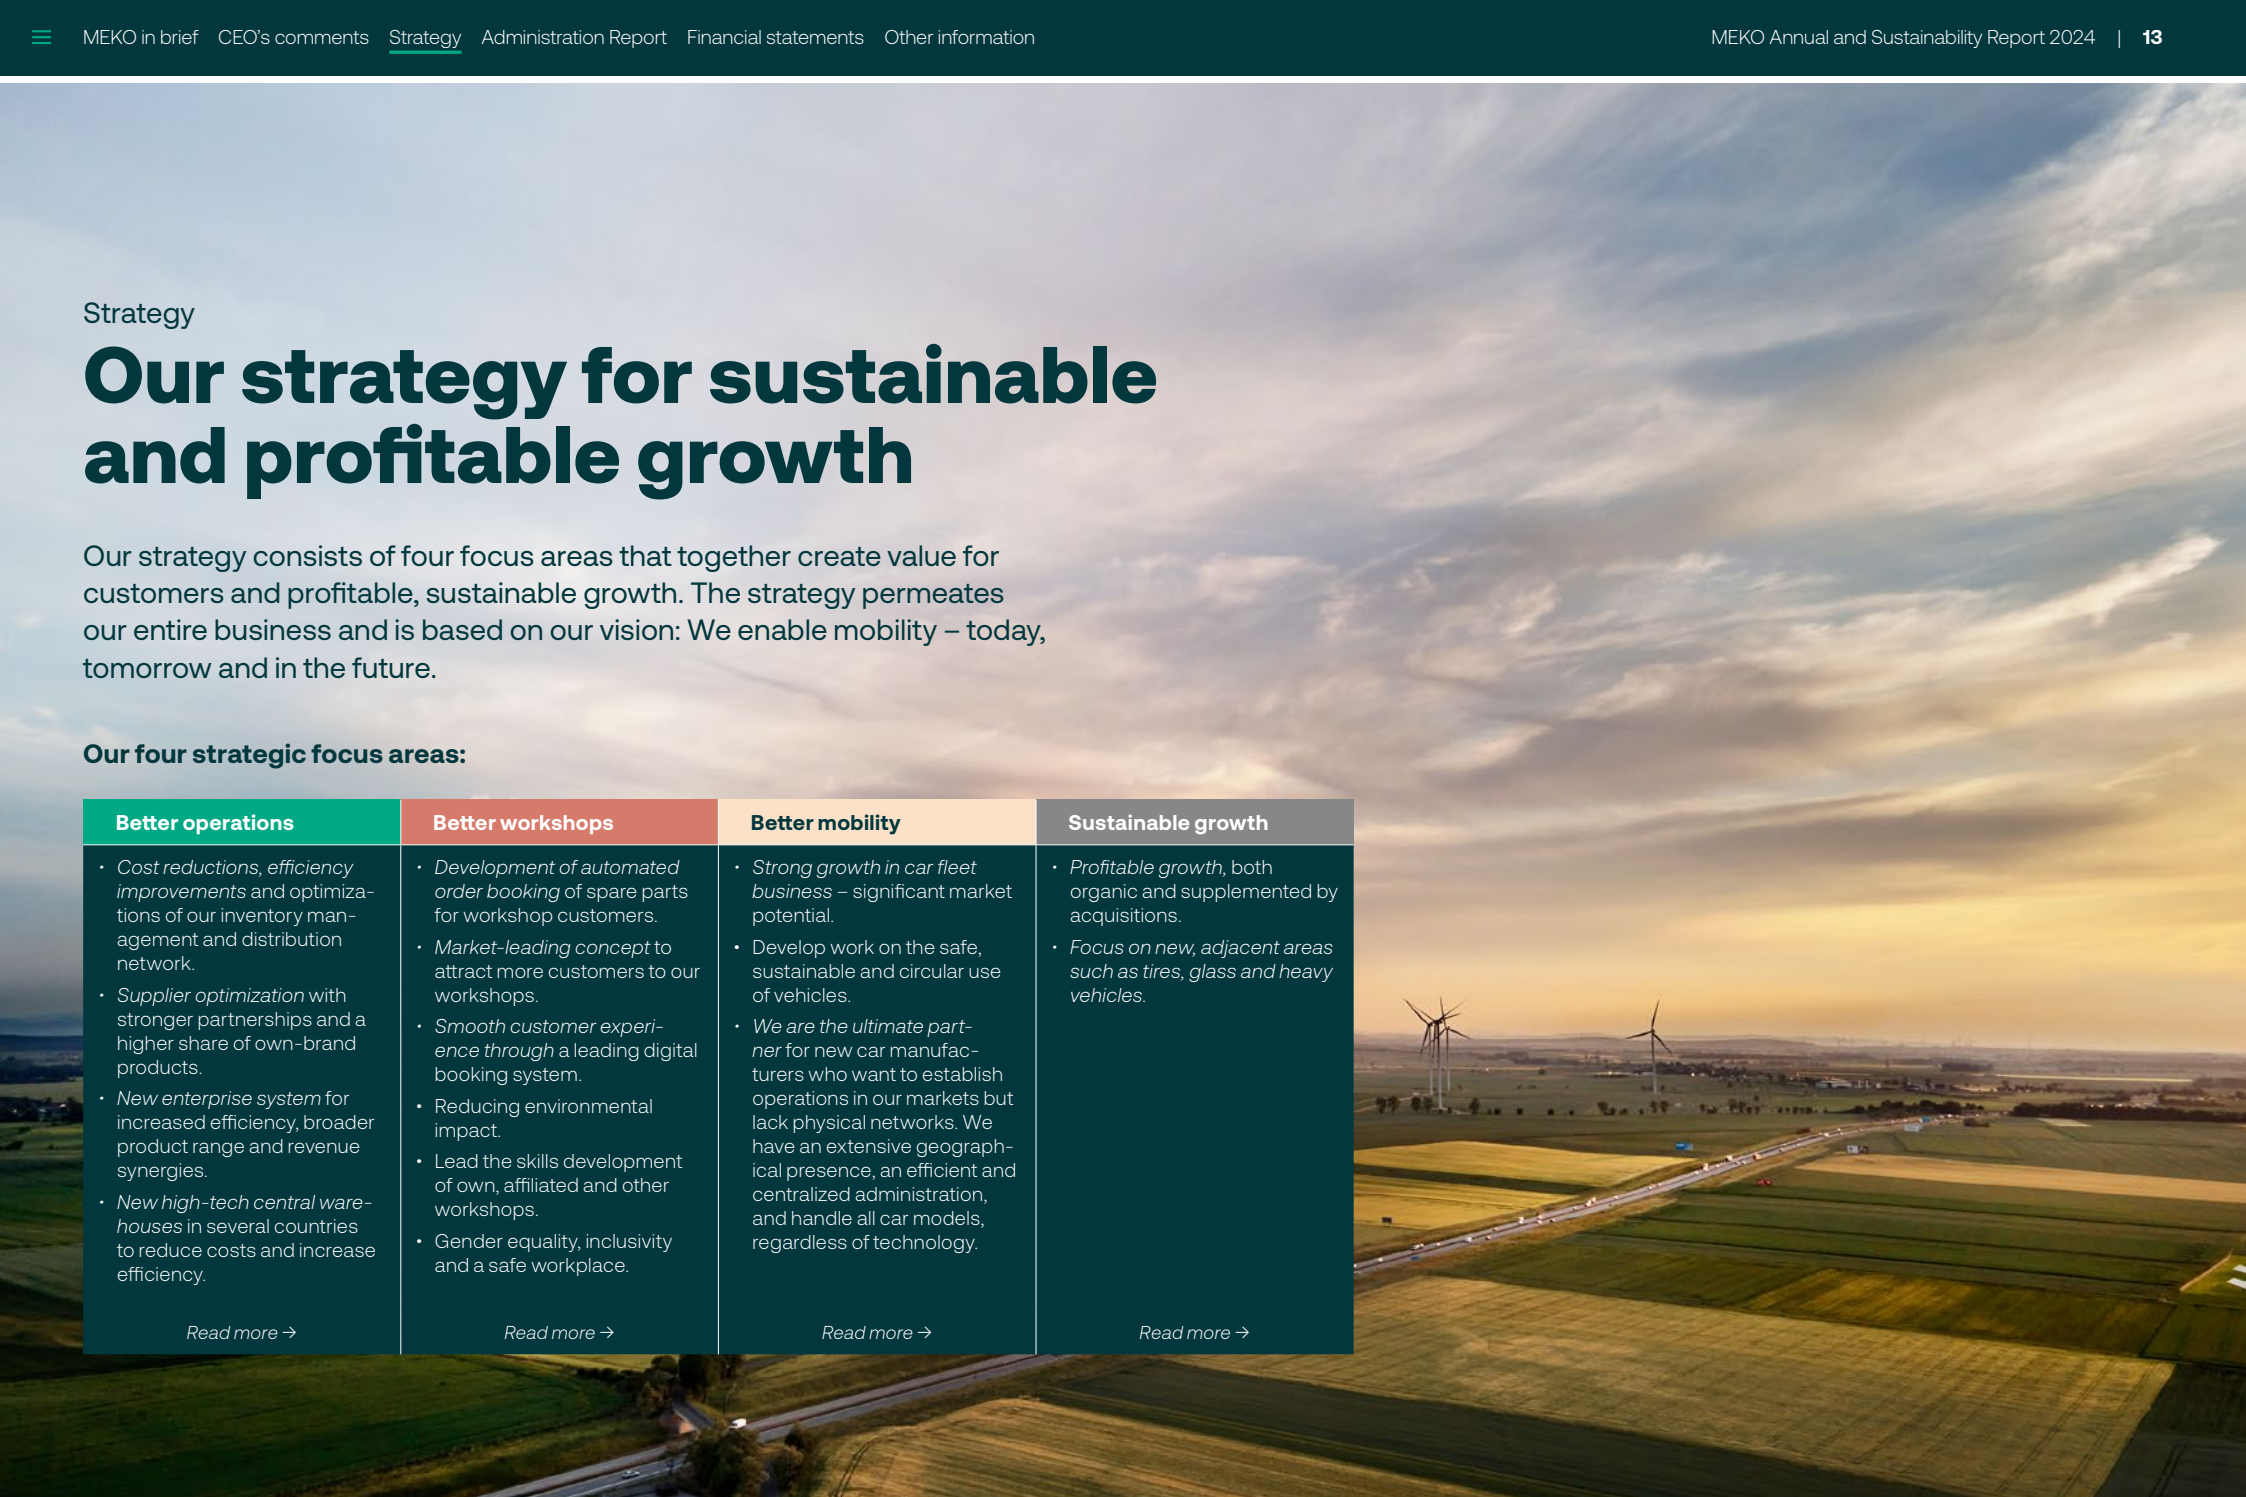 MEKO in brief CEO's comments Strategy Administration Report Financial statements Other information
MEKO Annual and Sustainability Report 2024 | 13
Strategy
Our strategy for sustainable
and profitable growth
Our strategy consists of four focus areas that together create value for
customers and profitable, sustainable growth. The strategy permeates
our entire business and is based on our vision: We enable mobility – today,
tomorrow and in the future.
Our four strategic focus areas:
Better operations
• Cost reductions, efficiency
improvements and optimiza-
tions of our inventory man-
agement and distribution
network.
• Supplier optimization with
stronger partnerships and a
higher share of own-brand
products.
• New enterprise system for
increased efficiency, broader
product range and revenue
synergies.
• New high-tech central ware-
houses in several countries
to reduce costs and increase
efficiency.
Read more →
Better workshops
• Development of automated
order booking of spare parts
for workshop customers.
• Market-leading concept to
attract more customers to our
workshops.
• Smooth customer experi-
ence through a leading digital
booking system.
• Reducing environmental
impact.
• Lead the skills development
of own, affiliated and other
workshops.
• Gender equality, inclusivity
and a safe workplace.
Read more →
Better mobility
• Strong growth in car fleet
business – significant market
potential.
• Develop work on the safe,
sustainable and circular use
of vehicles.
• We are the ultimate part-
ner for new car manufac-
turers who want to establish
operations in our markets but
lack physical networks. We
have an extensive geograph-
ical presence, an efficient and
centralized administration,
and handle all car models,
regardless of technology.
Read more →
Sustainable growth
• Profitable growth, both
organic and supplemented by
acquisitions.
• Focus on new, adjacent areas
such as tires, glass and heavy
vehicles.
Read more →